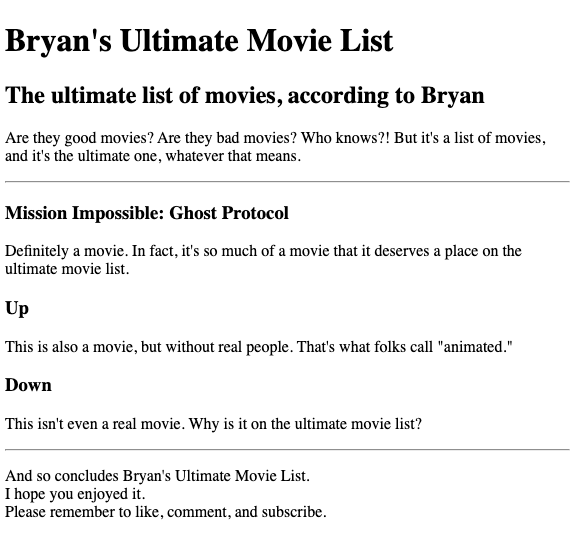 Bryan's Ultimate Movie List
The ultimate list of movies, according to Bryan
Are they good movies? Are they bad movies? Who knows?! But it's a list of movies,
and it's the ultimate one, whatever that means.
Mission Impossible: Ghost Protocol
Definitely a movie. In fact, it's so much of a movie that it deserves a place on the
ultimate movie list.
Up
This is also a movie, but without real people. That's what folks call "animated."
Down
This isn't even a real movie. Why is it on the ultimate movie list?
And so concludes Bryan's Ultimate Movie List.
I hope you enjoyed it.
Please remember to like, comment, and subscribe.